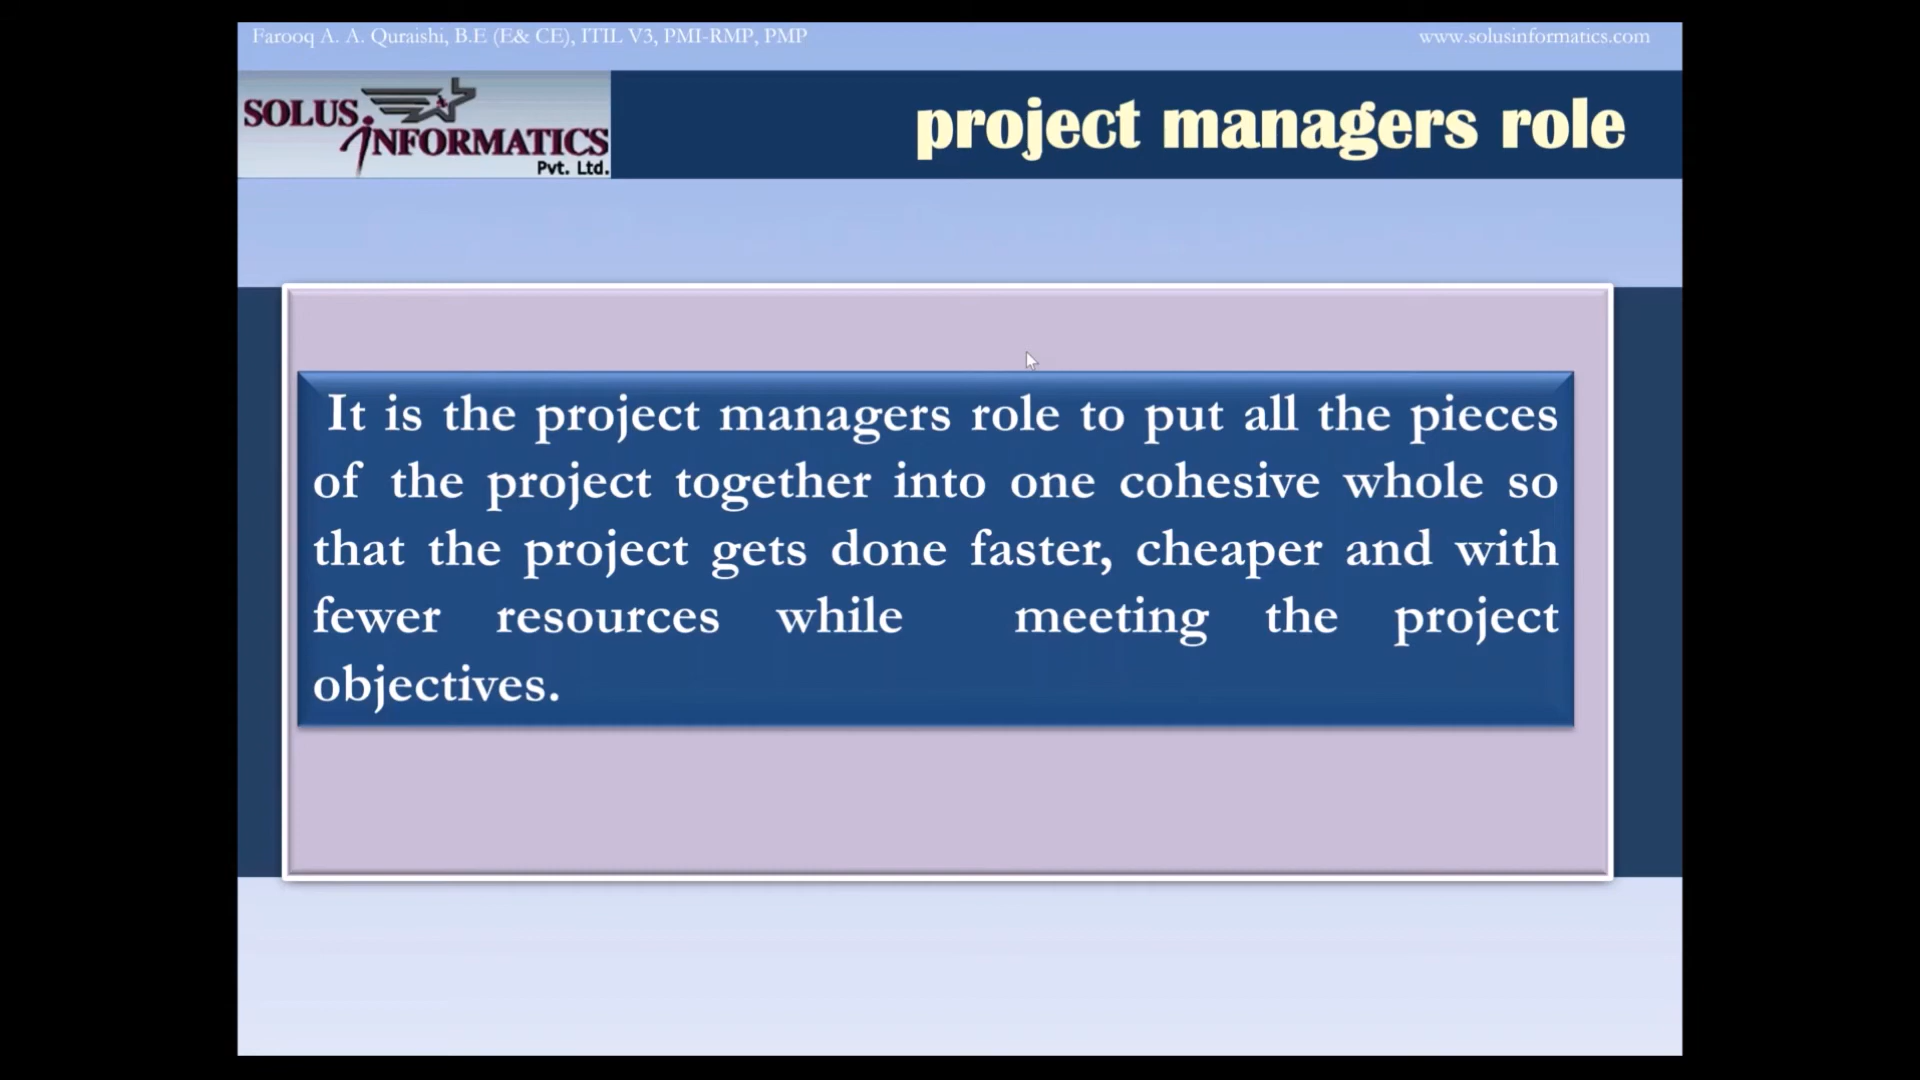 Farooq A. A. Quraishi, B.E (E& CE), ITIL V3, PMI-RMP, PMP
www.solusinformatics.com
SOLUS
INFORMATICS
Pvt. Ltd.
project managers role
It is the project managers role to put all the pieces
of the project together into one cohesive whole so
that the project gets done faster, cheaper and with
fewer resources while meeting the project
objectives.